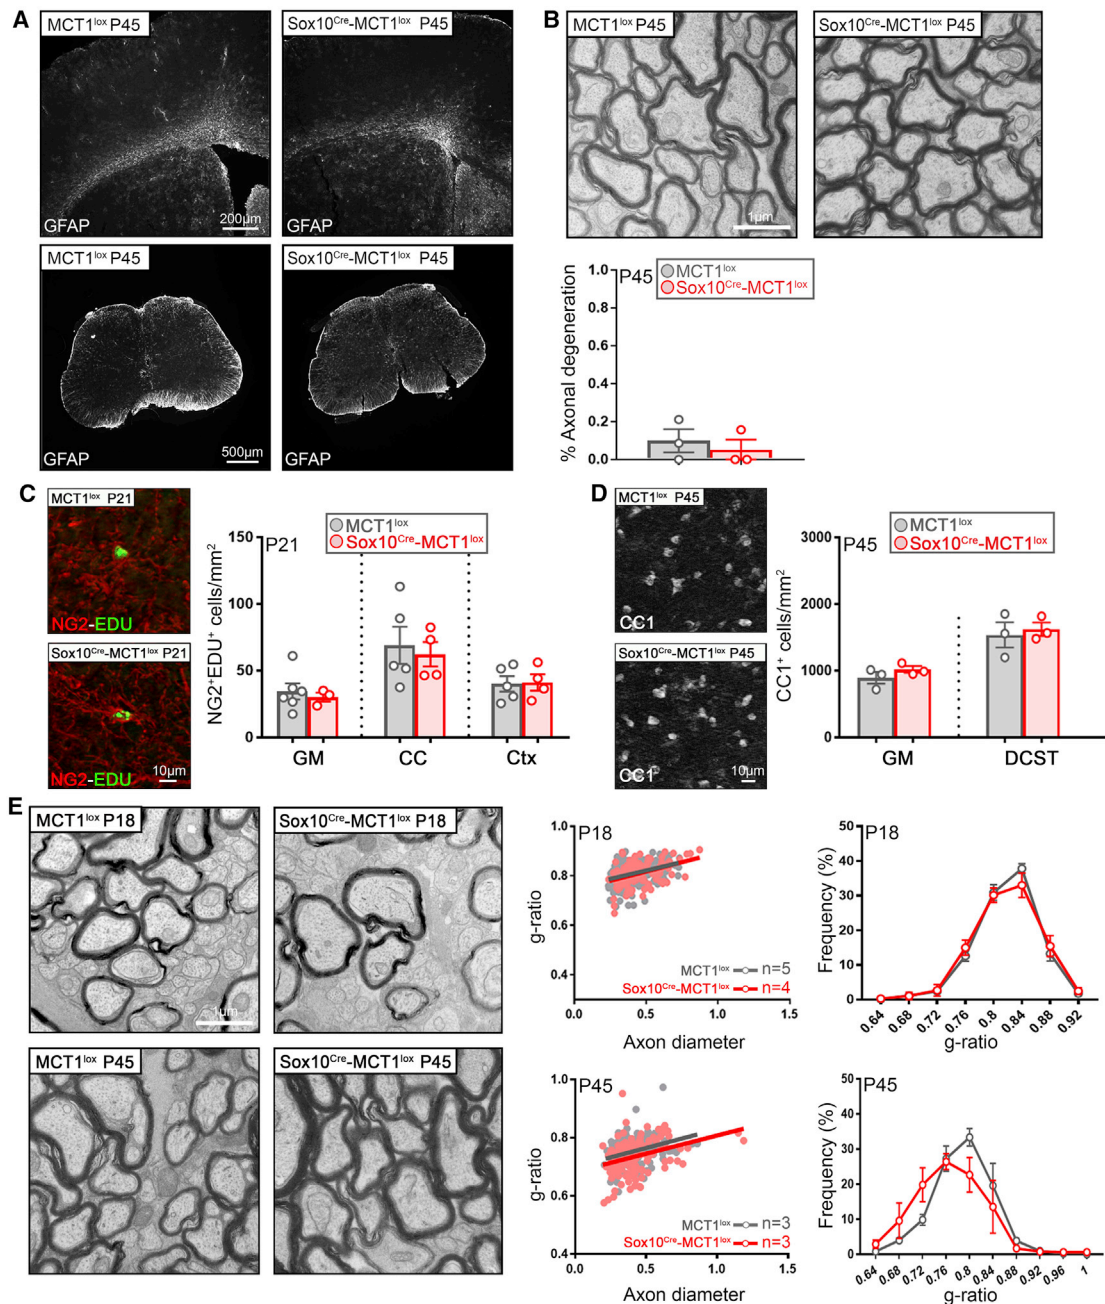 A
MCT1lox P45
Sox10Cre-MCT1lox P45
GFAP
200µm
GFAP
MCT1lox P45
Sox10Cre-MCT1lox P45
GFAP
500µm
GFAP
B
MCT1lox P45
Sox10Cre-MCT1lox P45
1µm
% Axonal degeneration
1.0
0.8
0.6
0.4
0.2
0.0
P45
MCT1lox
Sox10Cre-MCT1lox
C
MCT1lox P21
NG2-EDU
Sox10Cre-MCT1lox P21
NG2-EDU
10µm
NG2+EDU+ cells/mm2
150
100
50
0
P21
MCT1lox
Sox10Cre-MCT1lox
GM
CC
Ctx
D
MCT1lox P45
CC1
Sox10Cre-MCT1lox P45
CC1
10µm
CC1+ cells/mm2
3000
2000
1000
0
P45
MCT1lox
Sox10Cre-MCT1lox
GM
DCST
E
MCT1lox P18
1µm
Sox10Cre-MCT1lox P18
g-ratio
1.0
0.8
0.6
0.4
P18
MCT1lox n=5
Sox10Cre-MCT1lox n=4
0.0 0.5 1.0 1.5
Axon diameter
Frequency (%)
50
40
30
20
10
0
P18
0.64 0.68 0.72 0.76 0.8 0.84 0.88 0.92
g-ratio
MCT1lox P45
Sox10Cre-MCT1lox P45
g-ratio
1.0
0.8
0.6
0.4
P45
MCT1lox n=3
Sox10Cre-MCT1lox n=3
0.0 0.5 1.0 1.5
Axon diameter
Frequency (%)
50
40
30
20
10
0
P45
0.64 0.68 0.72 0.76 0.8 0.84 0.88 0.92 0.96 1
g-ratio